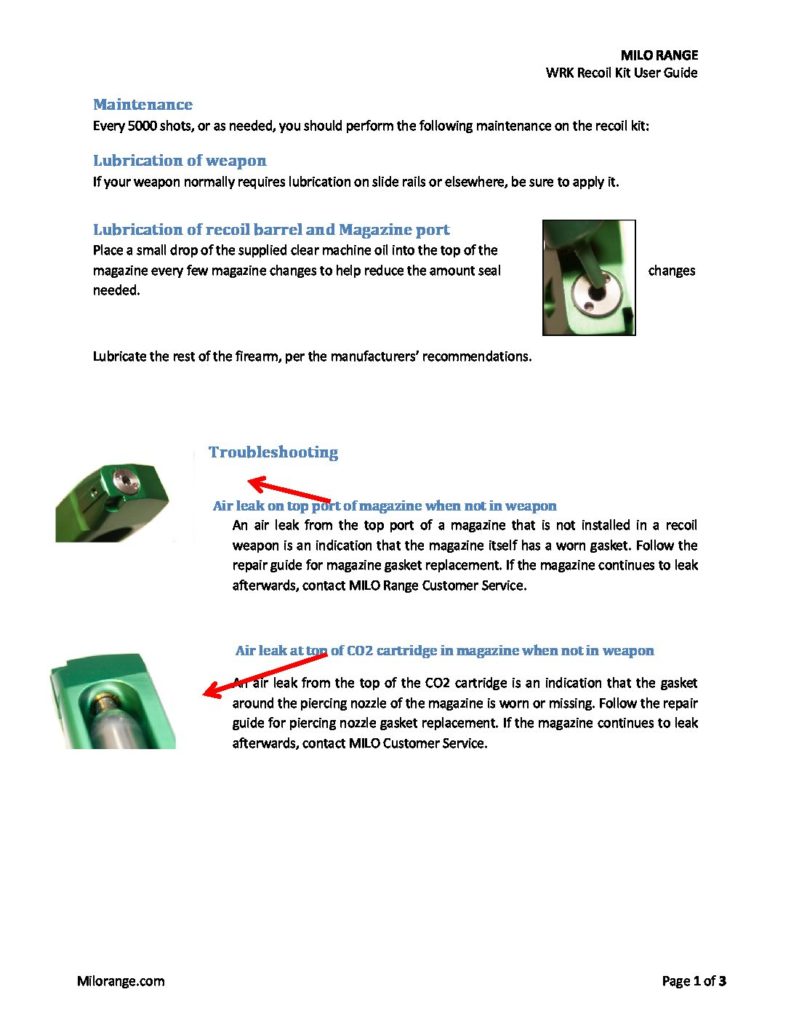 MILO RANGE
WRK Recoil Kit User Guide
Maintenance
Every 5000 shots, or as needed, you should perform the following maintenance on the recoil kit:
Lubrication of weapon
If your weapon normally requires lubrication on slide rails or elsewhere, be sure to apply it.
Lubrication of recoil barrel and Magazine port
Place a small drop of the supplied clear machine oil into the top of the
magazine every few magazine changes to help reduce the amount seal changes
needed.
Lubricate the rest of the firearm, per the manufacturers’ recommendations.
Troubleshooting
Air leak on top port of magazine when not in weapon
An air leak from the top port of a magazine that is not installed in a recoil
weapon is an indication that the magazine itself has a worn gasket. Follow the
repair guide for magazine gasket replacement. If the magazine continues to leak
afterwards, contact MILO Range Customer Service.
Air leak at top of CO2 cartridge in magazine when not in weapon
An air leak from the top of the CO2 cartridge is an indication that the gasket
around the piercing nozzle of the magazine is worn or missing. Follow the repair
guide for piercing nozzle gasket replacement. If the magazine continues to leak
afterwards, contact MILO Customer Service.
Milorange.com
Page 1 of 3